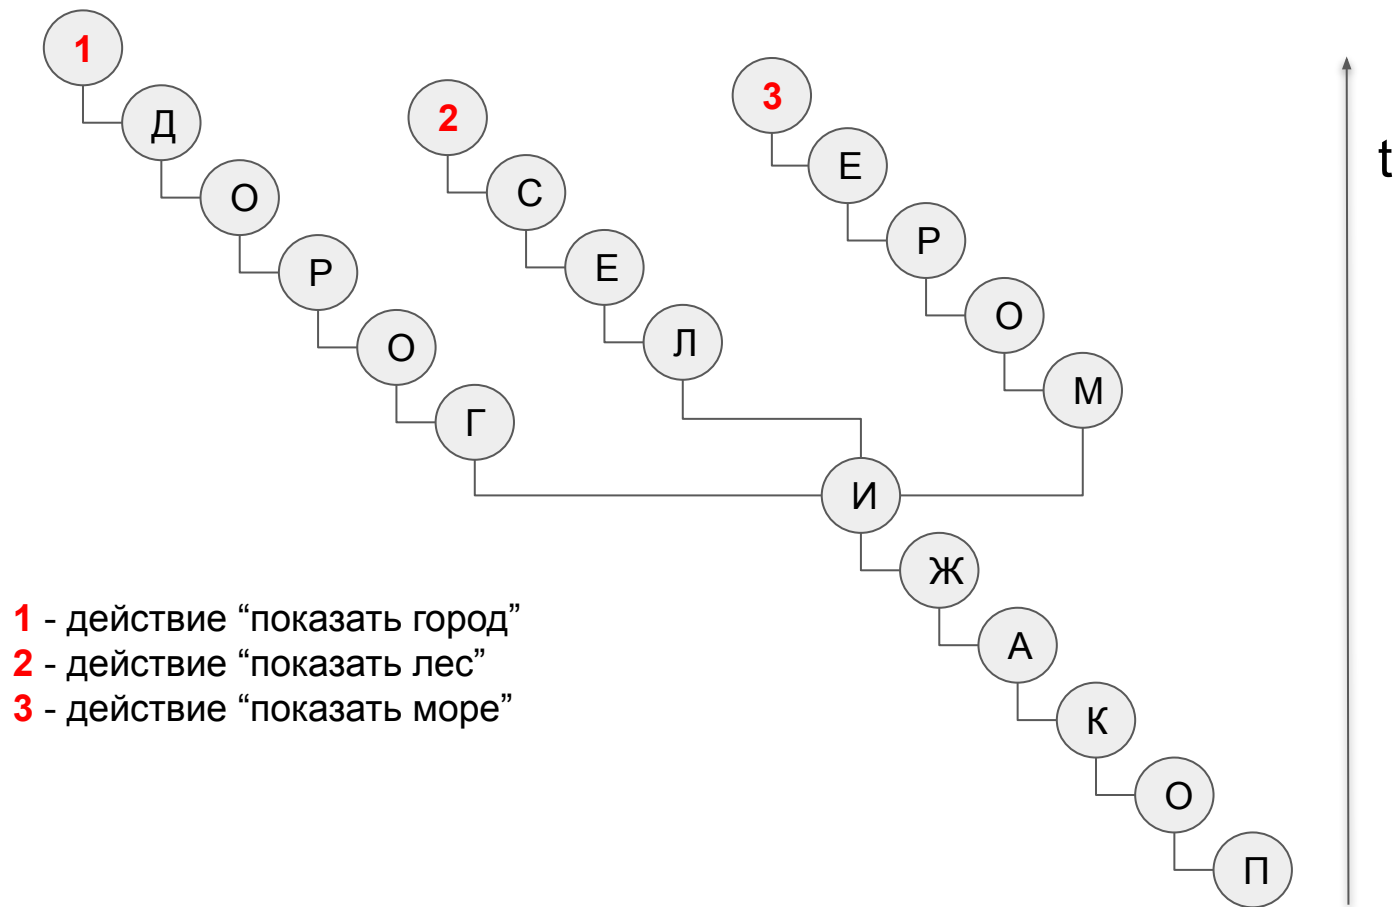 1
Д
О
Р
О
Г
2
С
Е
Л
3
Е
Р
О
М
И
Ж
А
К
О
П
t
1 - действие “показать город”
2 - действие “показать лес”
3 - действие “показать море”